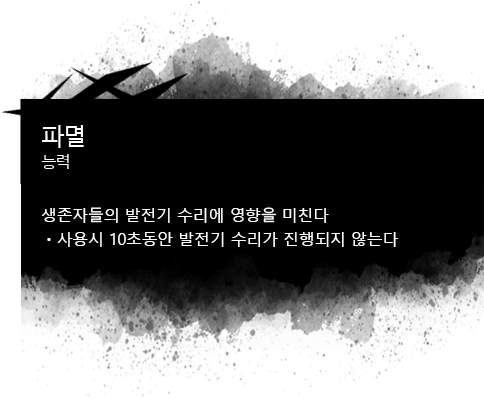 파멸
능력
생존자들의 발전기 수리에 영향을 미친다
・사용시 10초동안 발전기 수리가 진행되지 않는다